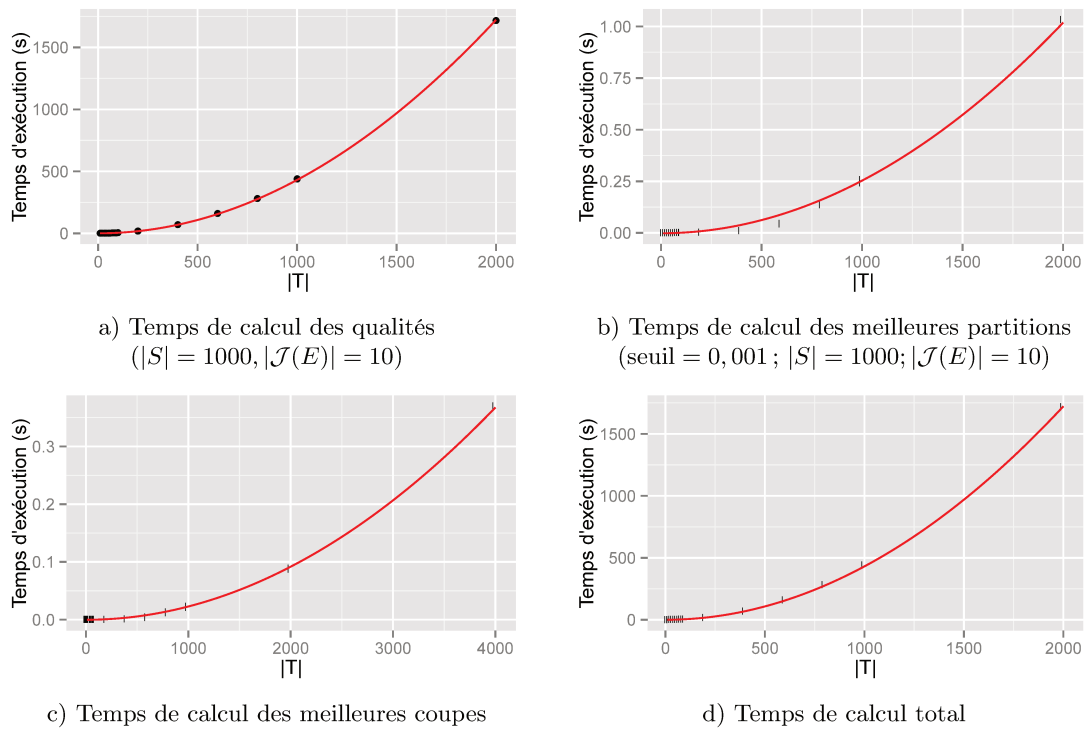 Temps d'exécution (s)
1500
1000
500
0
0 500 1000 1500 2000
|T|
a) Temps de calcul des qualités
(|S| = 1000, |𝒥(E)| = 10)
Temps d'exécution (s)
1.00
0.75
0.50
0.25
0.00
0 500 1000 1500 2000
|T|
b) Temps de calcul des meilleures partitions
(seuil = 0,001 ; |S| = 1000; |𝒥(E)| = 10)
Temps d'exécution (s)
0.3
0.2
0.1
0.0
0 1000 2000 3000 4000
|T|
c) Temps de calcul des meilleures coupes
Temps d'exécution (s)
1500
1000
500
0
0 500 1000 1500 2000
|T|
d) Temps de calcul total